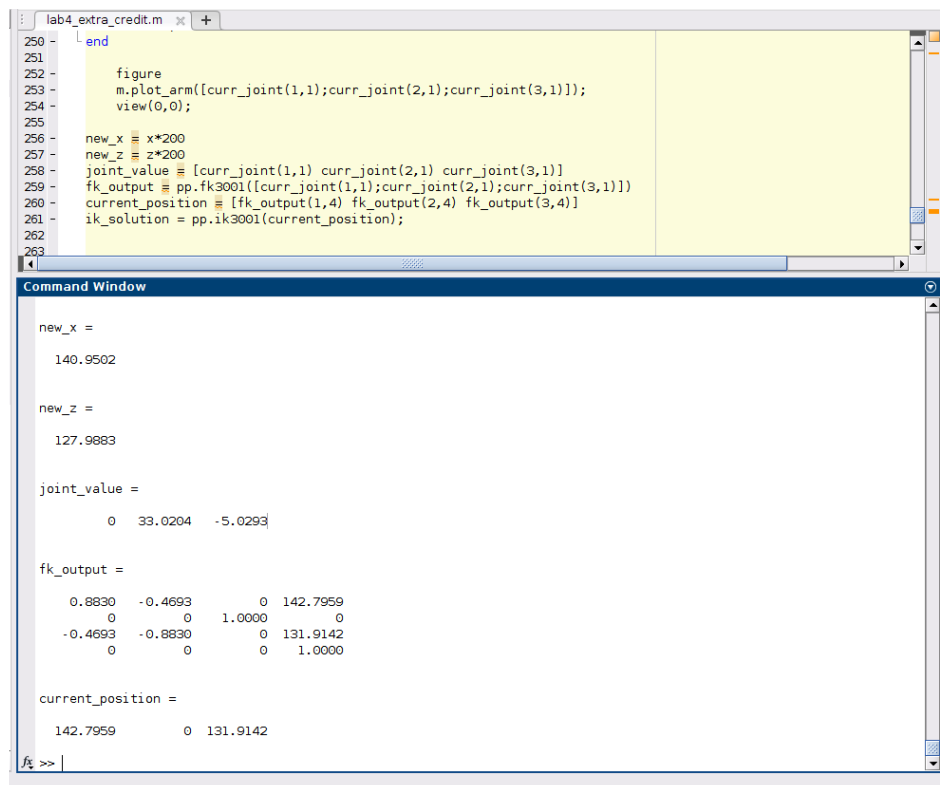 lab4_extra_credit.m × +
250 - end
251
252 - figure
253 - m.plot_arm([curr_joint(1,1);curr_joint(2,1);curr_joint(3,1)]);
254 - view(0,0);
255
256 - new_x = x*200
257 - new_z = z*200
258 - joint_value = [curr_joint(1,1) curr_joint(2,1) curr_joint(3,1)]
259 - fk_output = pp.fk3001([curr_joint(1,1);curr_joint(2,1);curr_joint(3,1)])
260 - current_position = [fk_output(1,4) fk_output(2,4) fk_output(3,4)]
261 - ik_solution = pp.ik3001(current_position);
262
263
Command Window
new_x =
140.9502
new_z =
127.9883
joint_value =
0 33.0204 -5.0293
fk_output =
0.8830 -0.4693 0 142.7959
0 0 1.0000 0
-0.4693 -0.8830 0 131.9142
0 0 0 1.0000
current_position =
142.7959 0 131.9142
fx >>